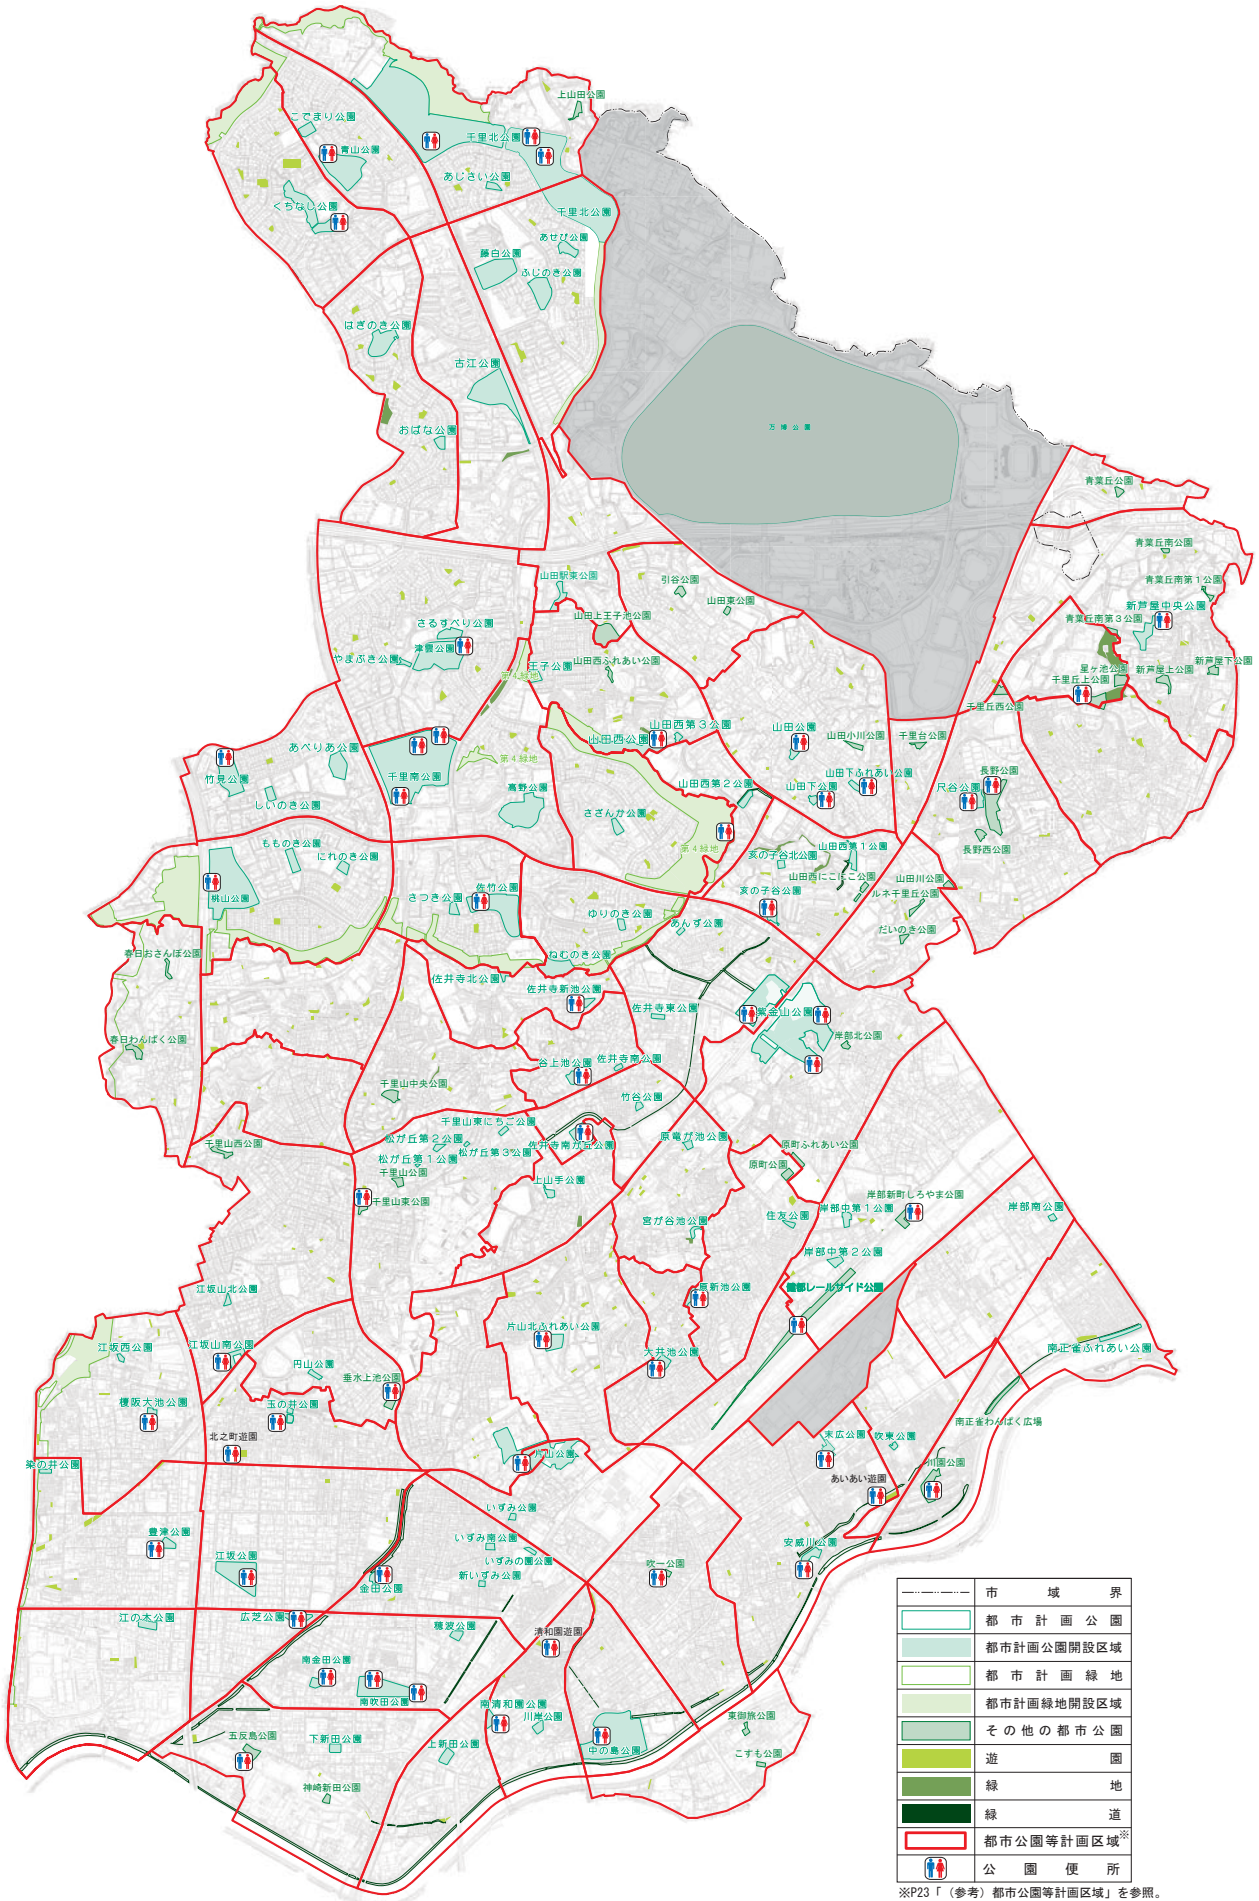 上山田公園
こでまり公園
千里北公園
青山公園
あじさい公園
くちなし公園
千里北公園
あせび公園
藤白公園
ふじのき公園
はぎのき公園
古江公園
万博公園
おばな公園
青葉丘公園
青葉丘南公園
山田駅東公園
引谷公園
青葉丘南第1公園
山田東公園
新芦屋中央公園
山田上王子池公園
青葉丘南第3公園
さるすべり公園
津雲公園
やまぶき公園
王子公園
山田西ふれあい公園
新芦屋下公園
星ヶ池公園
新芦屋上公園
第4緑地
千里丘上公園
千里丘西公園
山田西第3公園
山田公園
山田西公園
山田小川公園
千里台公園
あべりあ公園
第4緑地
竹見公園
千里南公園
山田下ふれあい公園
長野公園
山田西第2公園
山田下公園
尺谷公園
高野公園
しいのき公園
さざんか公園
もものき公園
にれのき公園
第4緑地
亥の子谷北公園
山田西第1公園
長野西公園
山田西にこにこ公園
山田川公園
桃山公園
さつき公園
佐竹公園
亥の子谷公園
ルネ千里丘公園
ゆりのき公園
あんず公園
だいのき公園
春日おさんぽ公園
ねむのき公園
佐井寺北公園
佐井寺新池公園
佐井寺東公園
紫金山公園
春日わんぱく公園
岸部北公園
谷上池公園
佐井寺南公園
千里山中央公園
竹谷公園
千里山東にちご公園
千里山西公園
松が丘第2公園
佐井寺南が丘公園
原竜が池公園
原町ふれあい公園
松が丘第3公園
松が丘第1公園
千里山公園
原町公園
上山手公園
千里山東公園
岸部新町しろやま公園
岸部中第1公園
岸部南公園
宮が谷池公園
住友公園
岸部中第2公園
江坂山北公園
原新池公園
健都レールサイド公園
片山北ふれあい公園
江坂西公園
江坂山南公園
大井池公園
南正雀ふれあい公園
円山公園
垂水上池公園
榎阪大池公園
玉の井公園
南正雀わんぱく広場
北之町遊園
末広公園
吹東公園
片山公園
川園公園
染の井公園
あいあい遊園
いずみ公園
豊津公園
いずみ南公園
安威川公園
江坂公園
いずみの園公園
吹一公園
新いずみ公園
金田公園
江の木公園
広芝公園
穂波公園
清和園遊園
南金田公園
南吹田公園
南清和園公園
川岸公園
東御旅公園
五反島公園
下新田公園
上新田公園
中の島公園
こすも公園
神崎新田公園
市域界
都市計画公園
都市計画公園開設区域
都市計画緑地
都市計画緑地開設区域
その他の都市公園
遊園
緑地
緑道
都市公園等計画区域※
公園便所
※P23「(参考)都市公園等計画区域」を参照。